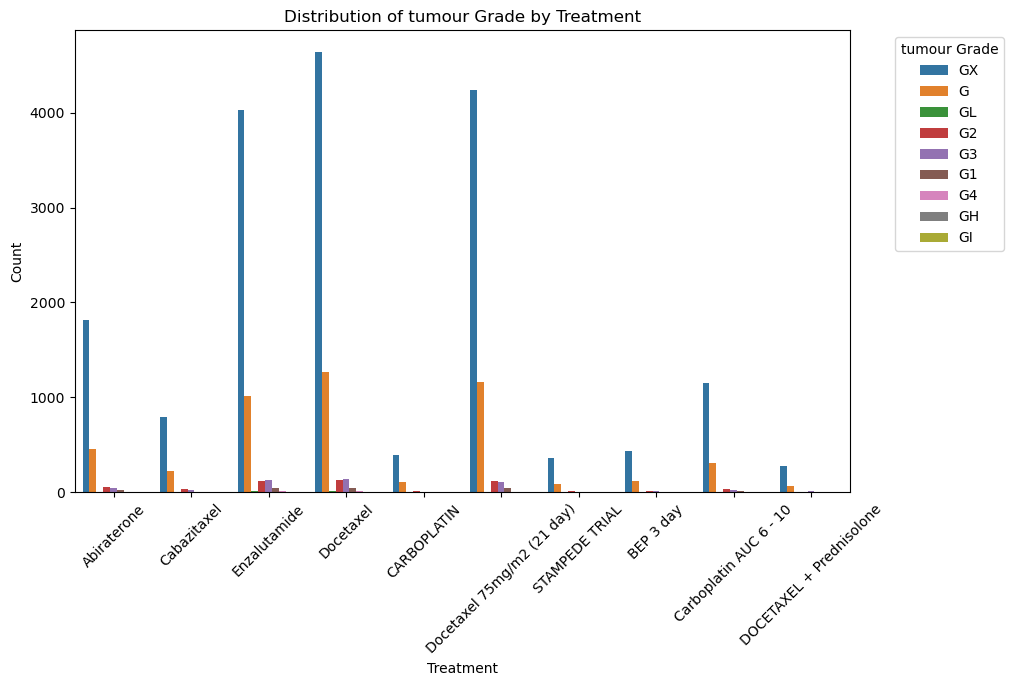 Distribution of tumour Grade by Treatment
Count
4000
3000
2000
1000
0
Abiraterone
Cabazitaxel
Enzalutamide
Docetaxel
CARBOPLATIN
Docetaxel 75mg/m2 (21 day)
STAMPEDE TRIAL
BEP 3 day
Carboplatin AUC 6 - 10
DOCETAXEL + Prednisolone
Treatment
tumour Grade
GX
G
GL
G2
G3
G1
G4
GH
GI